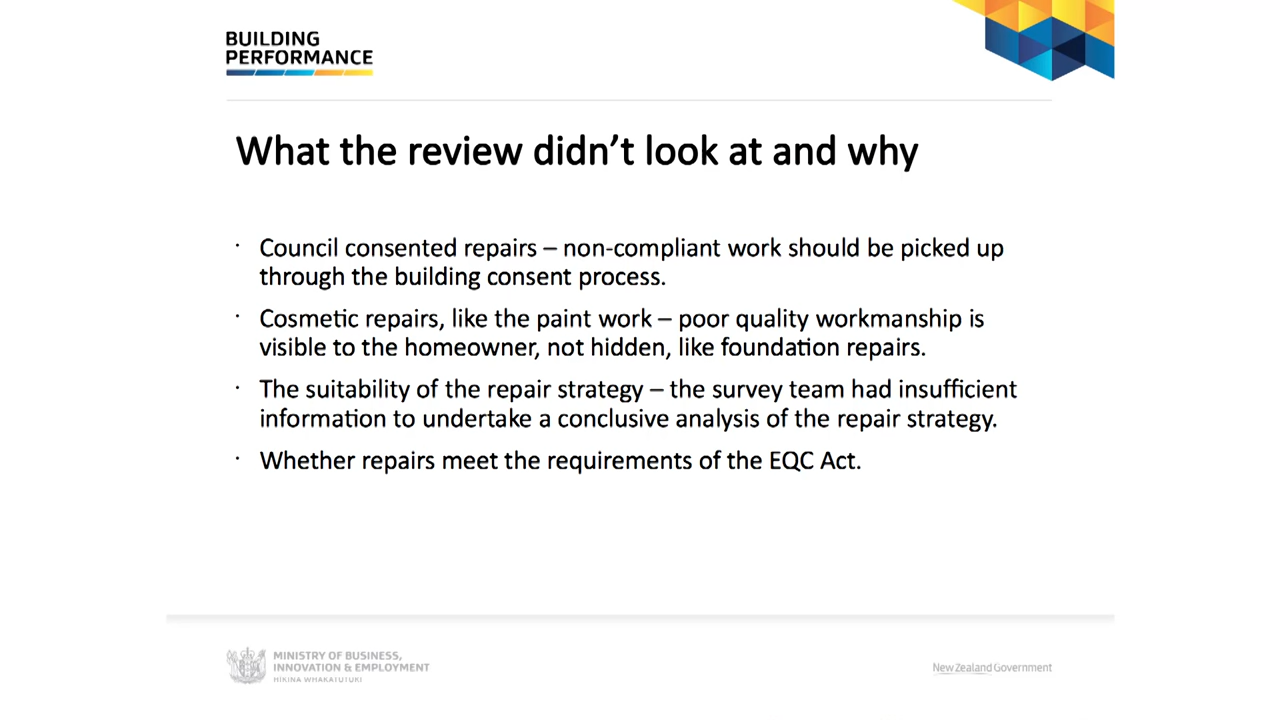 BUILDING
PERFORMANCE
What the review didn’t look at and why
· Council consented repairs – non-compliant work should be picked up
through the building consent process.
· Cosmetic repairs, like the paint work – poor quality workmanship is
visible to the homeowner, not hidden, like foundation repairs.
· The suitability of the repair strategy – the survey team had insufficient
information to undertake a conclusive analysis of the repair strategy.
· Whether repairs meet the requirements of the EQC Act.
MINISTRY OF BUSINESS,
INNOVATION & EMPLOYMENT
HIKINA WHAKATUTUKI
New Zealand Government